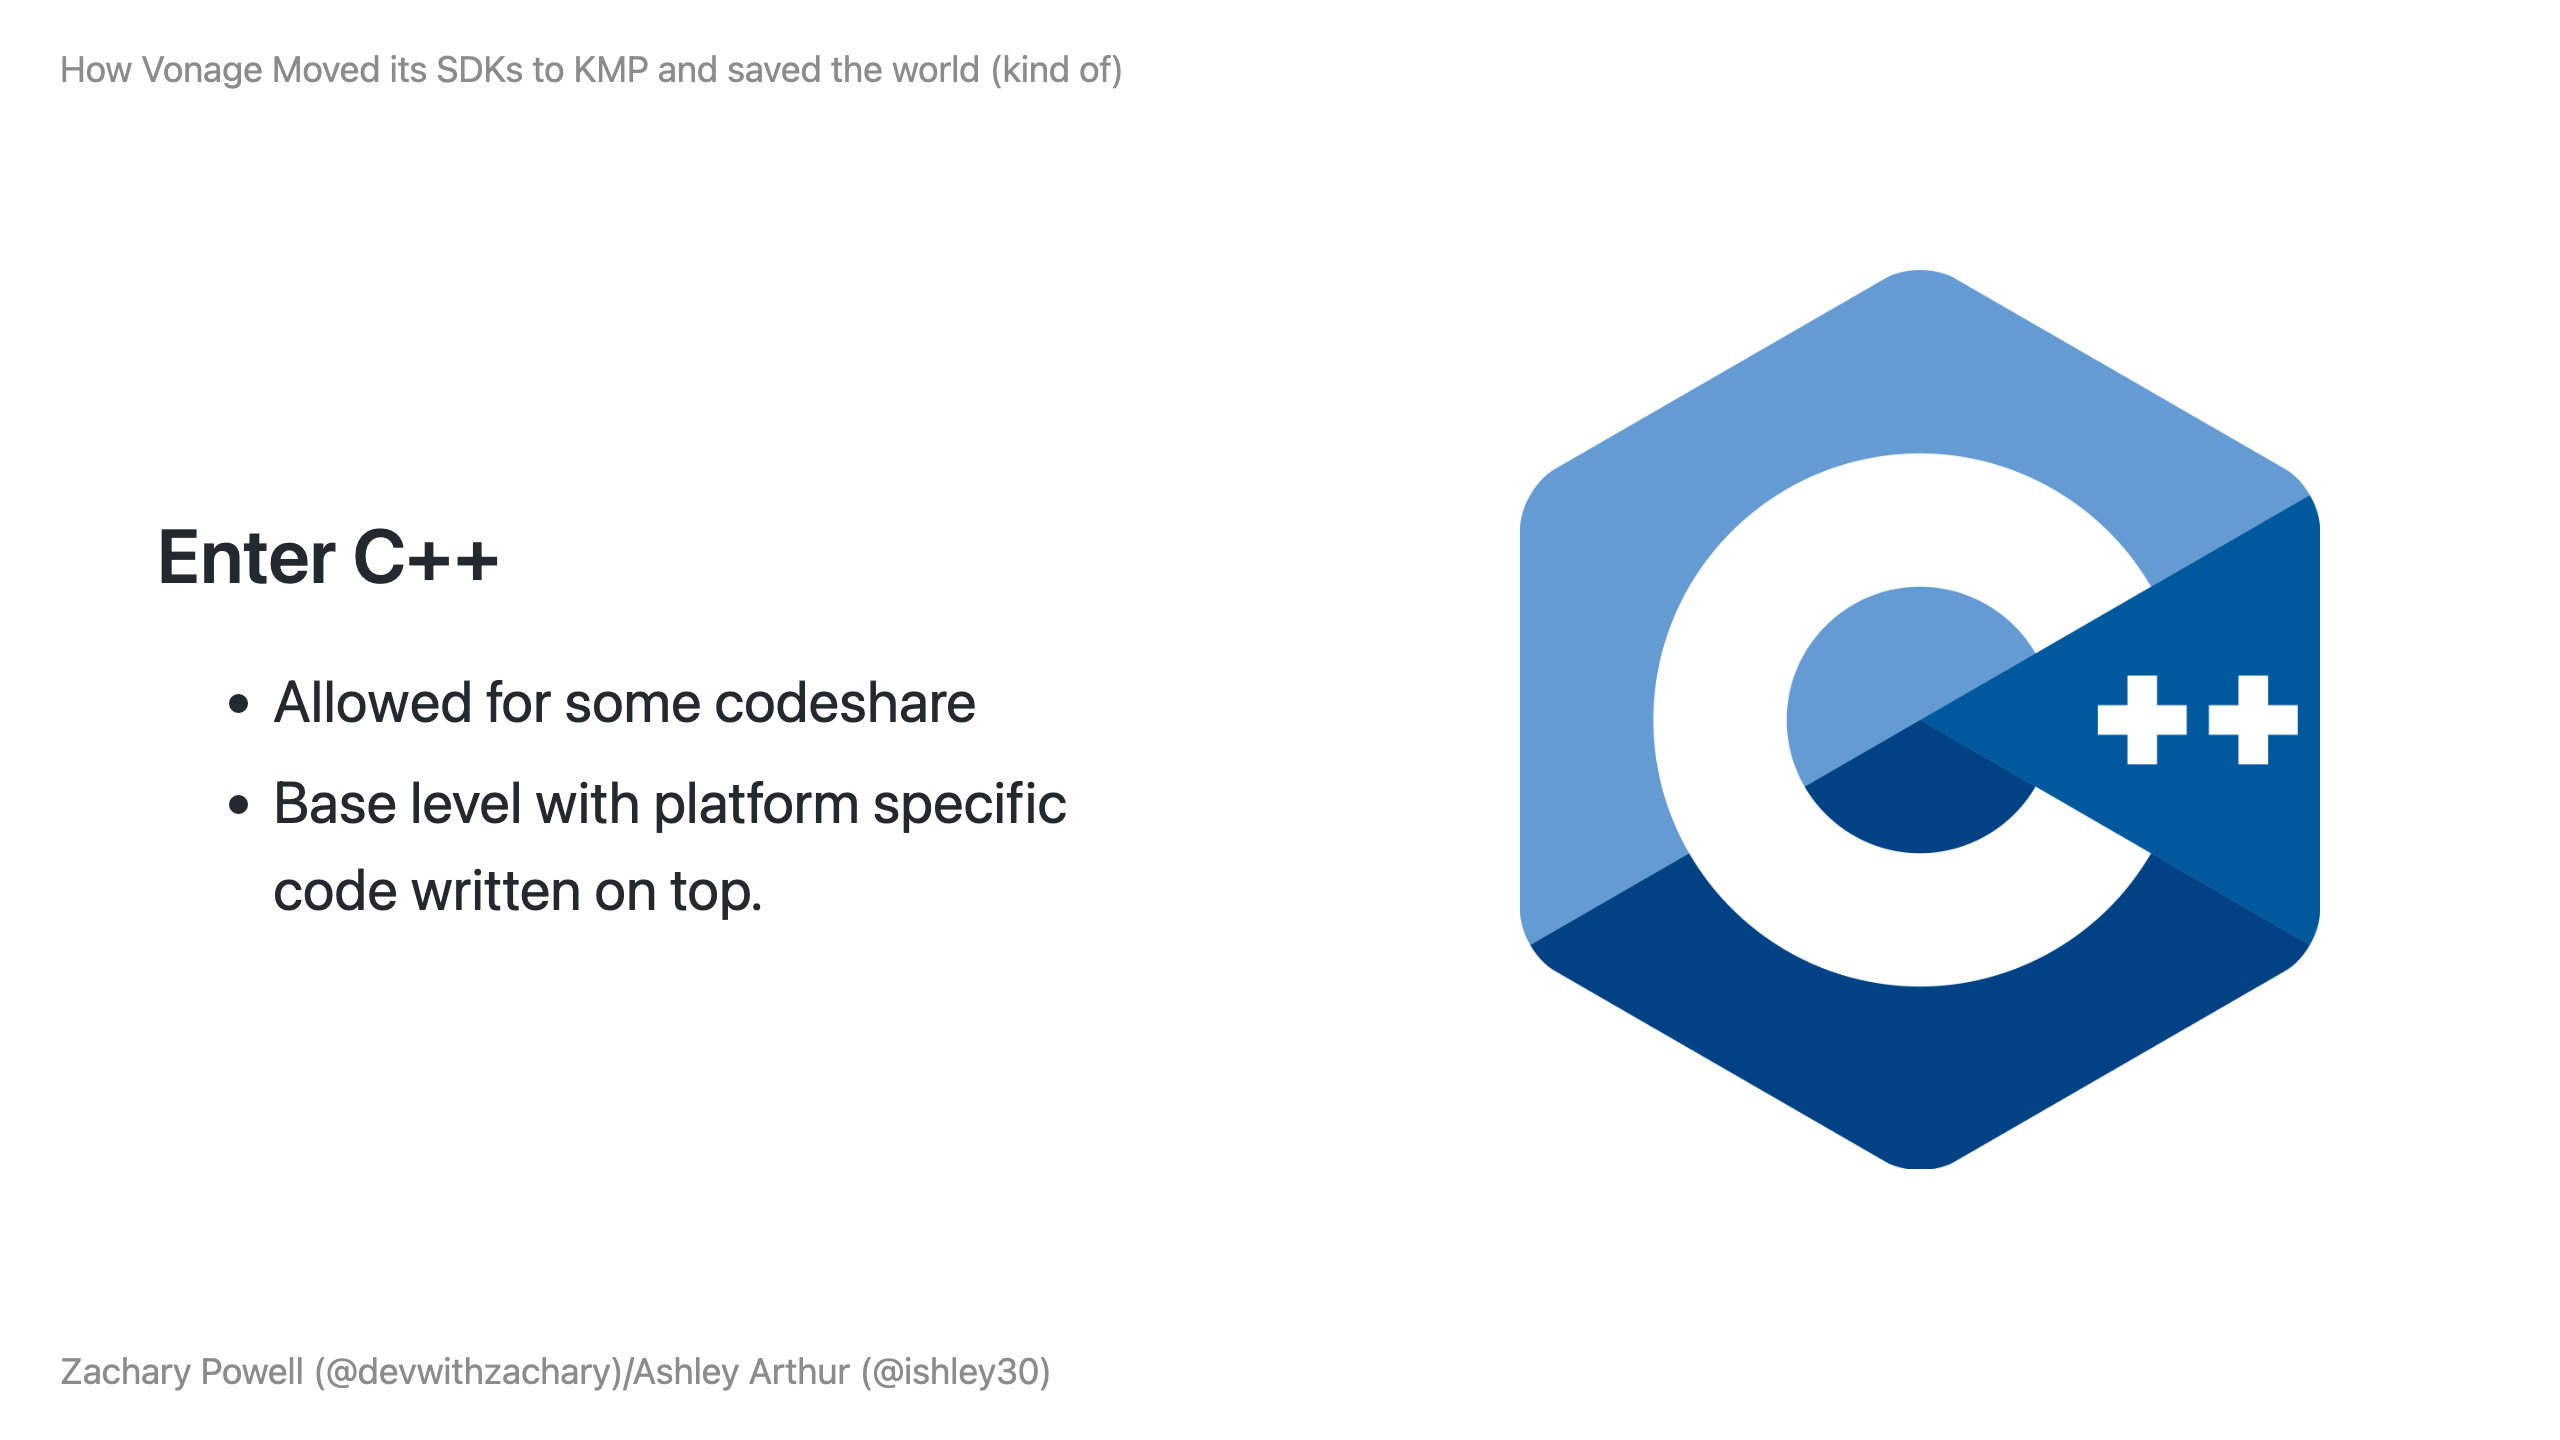 How Vonage Moved its SDKs to KMP and saved the world (kind of)
Enter C++
• Allowed for some codeshare
• Base level with platform specific
code written on top.
C++
Zachary Powell (@devwithzachary)/Ashley Arthur (@ishley30)